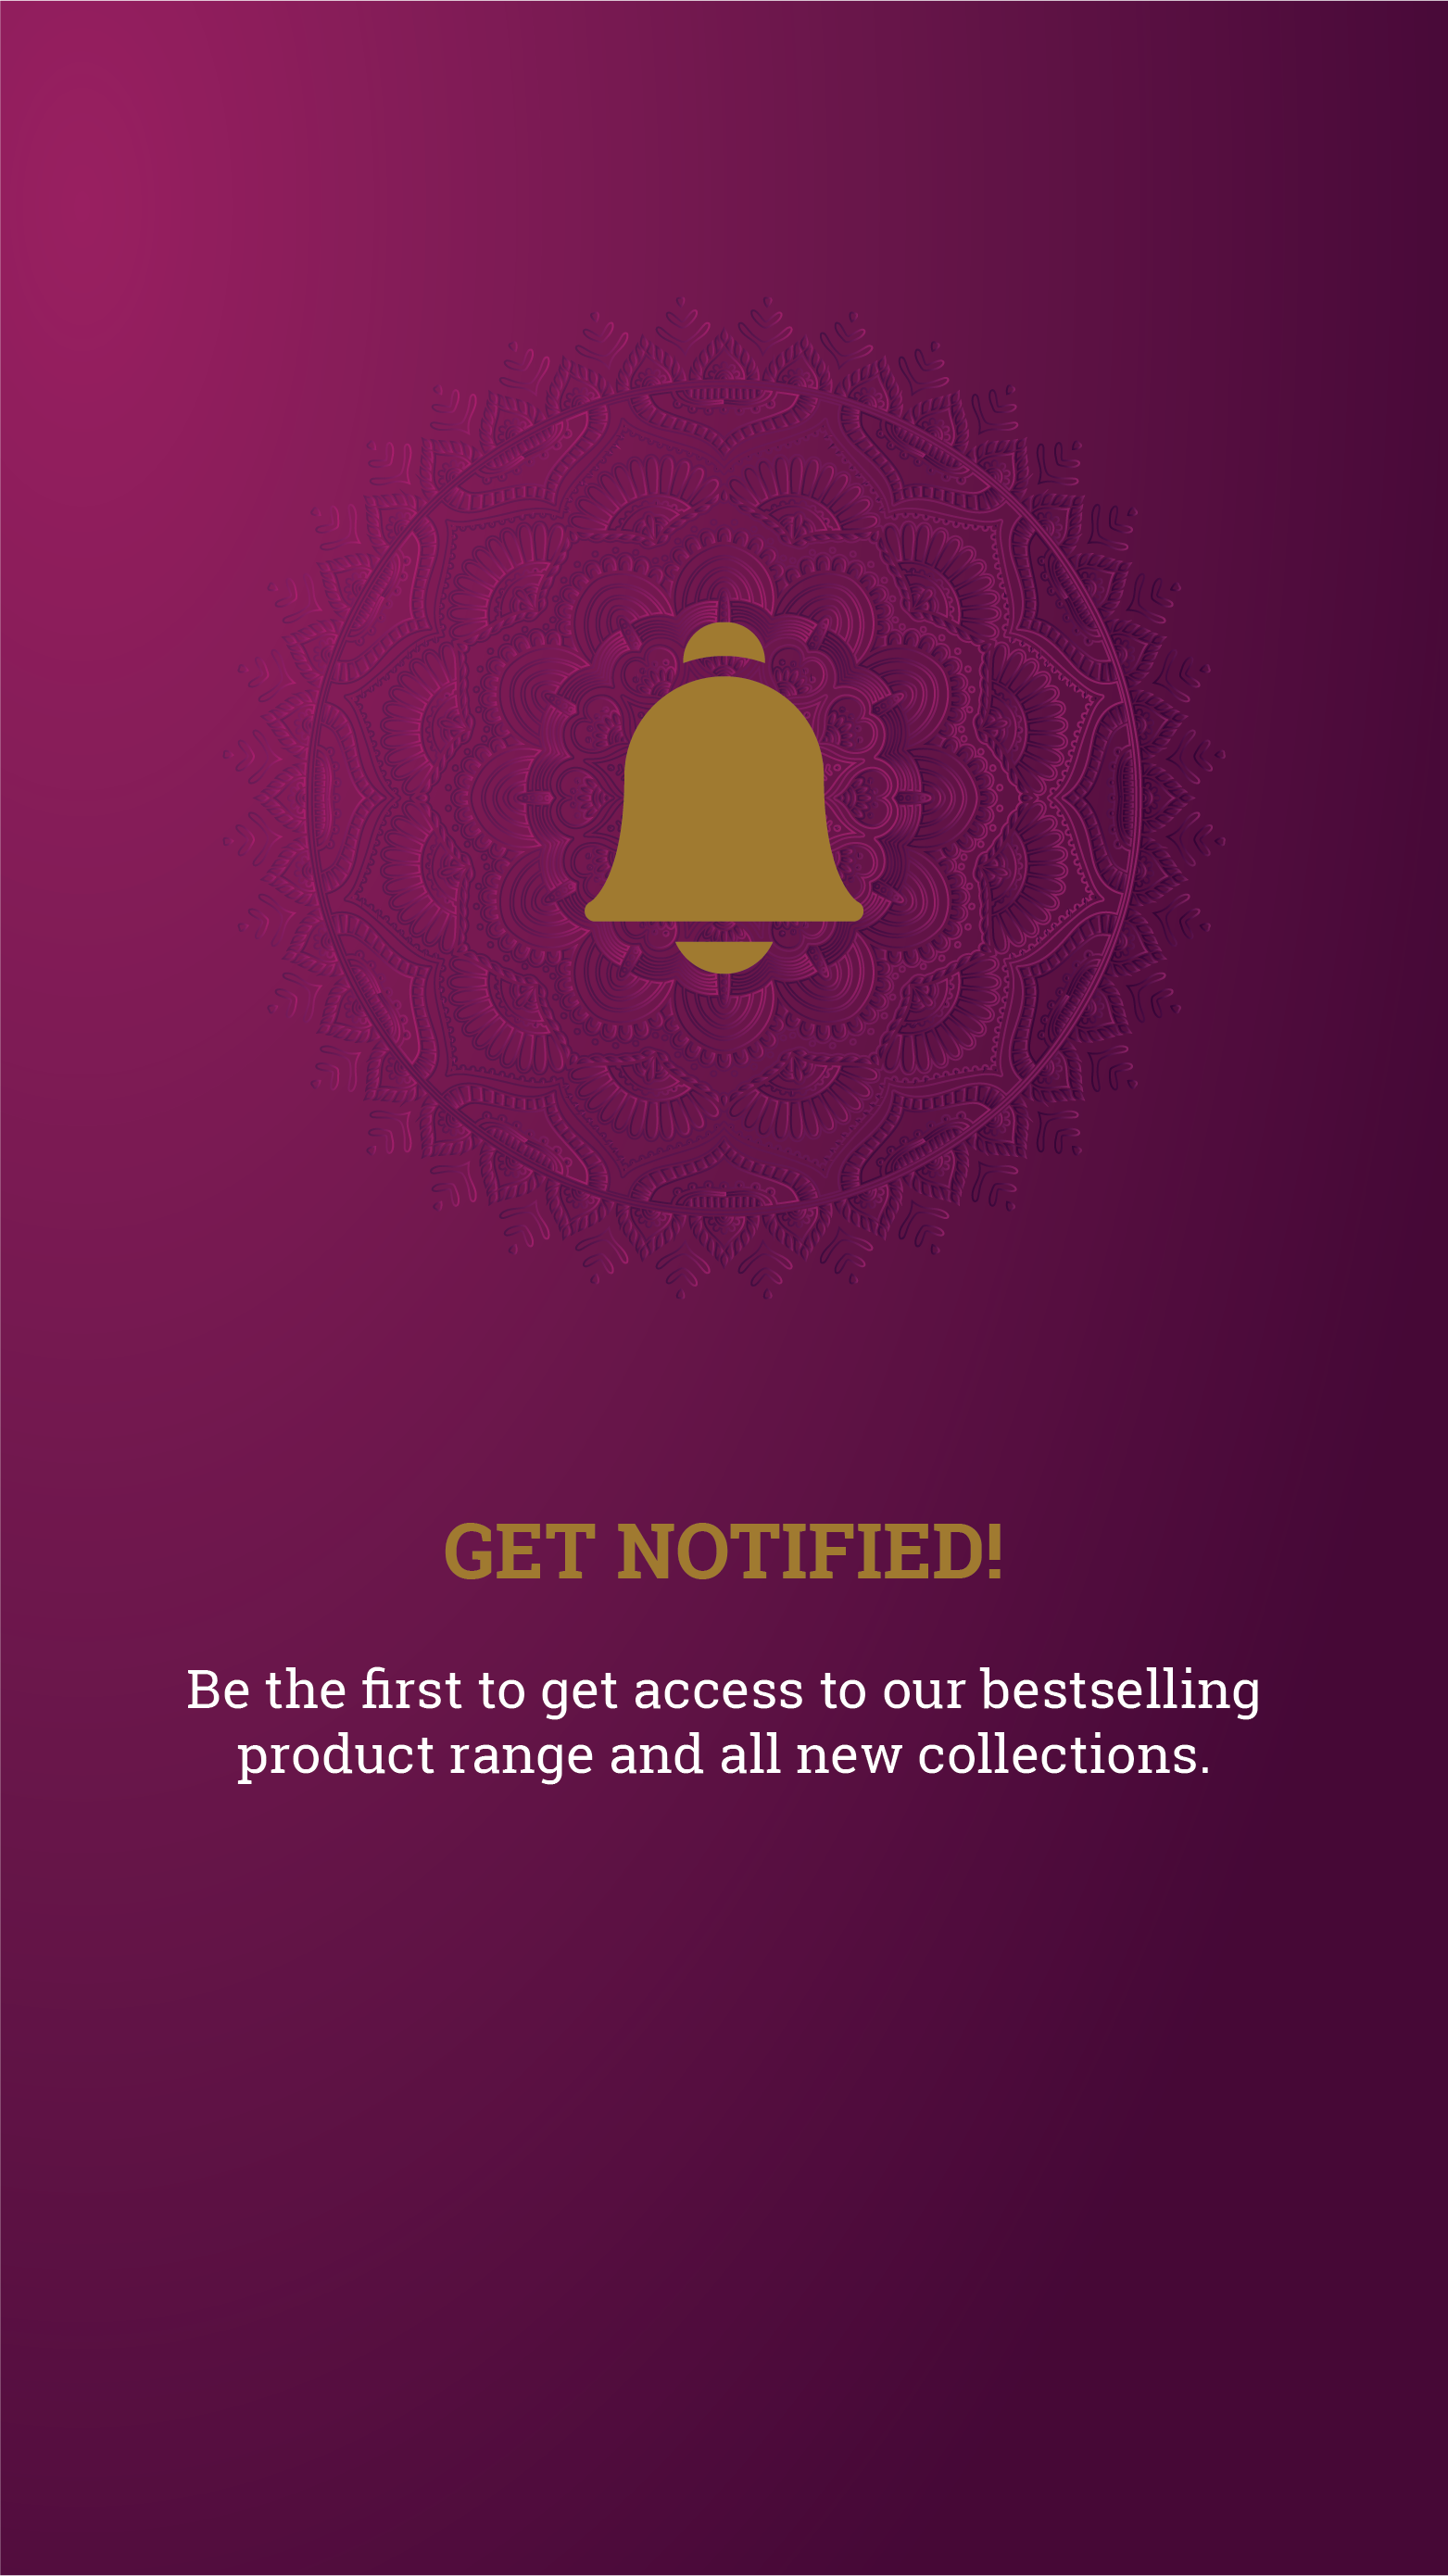 GET NOTIFIED!
Be the first to get access to our bestselling
product range and all new collections.